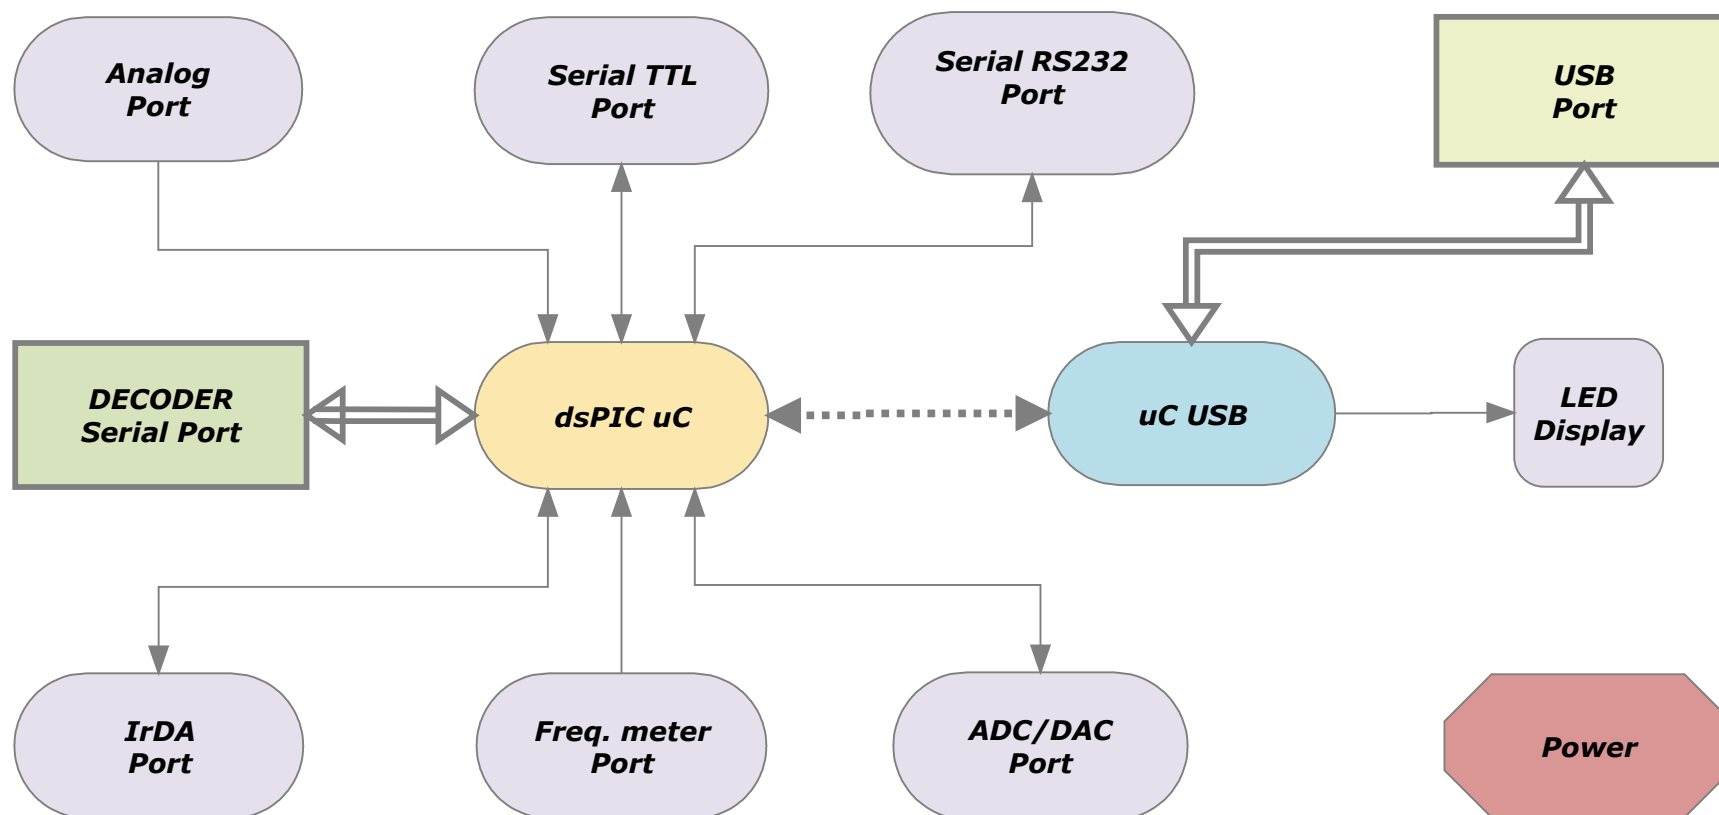 Analog
Port
Serial TTL
Port
Serial RS232
Port
USB
Port
DECODER
Serial Port
dsPIC uC
uC USB
LED
Display
IrDA
Port
Freq. meter
Port
ADC/DAC
Port
Power